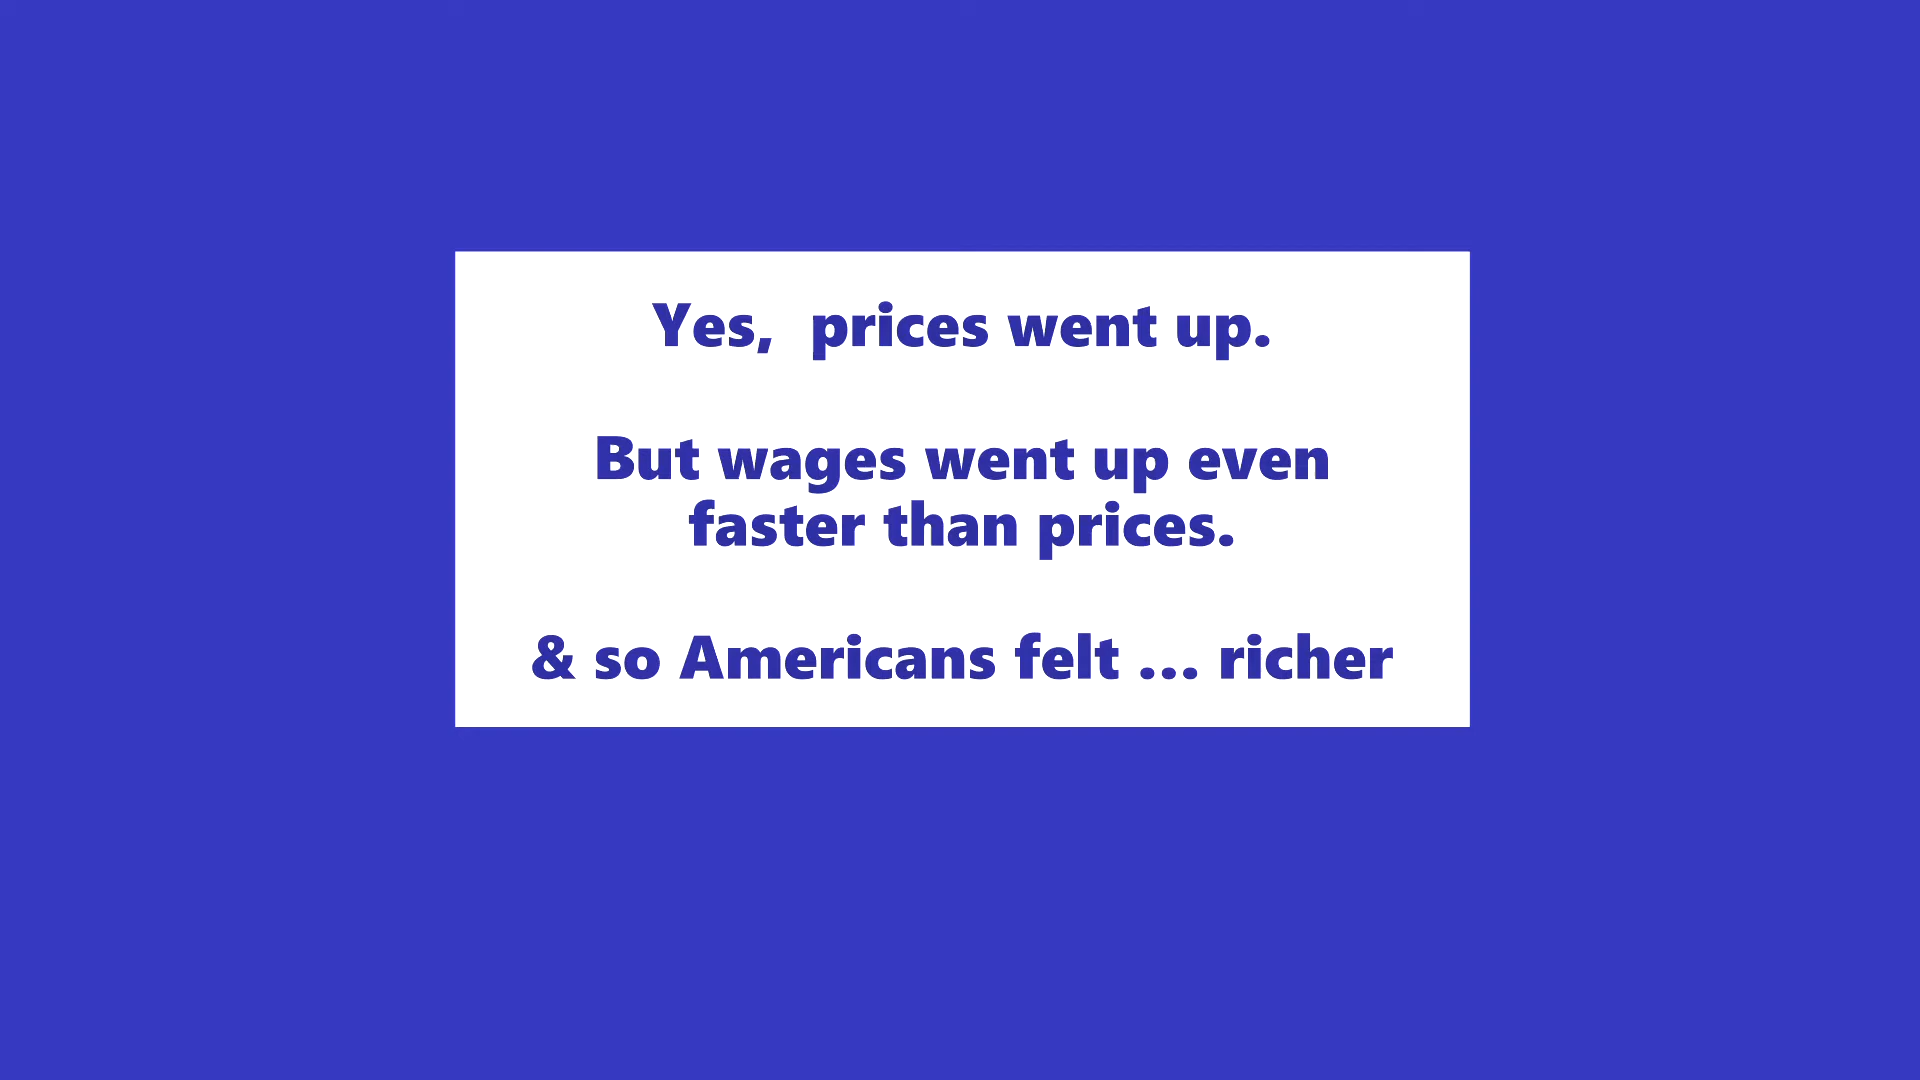 Yes,  prices went up.
But wages went up even
faster than prices.
& so Americans felt ... richer